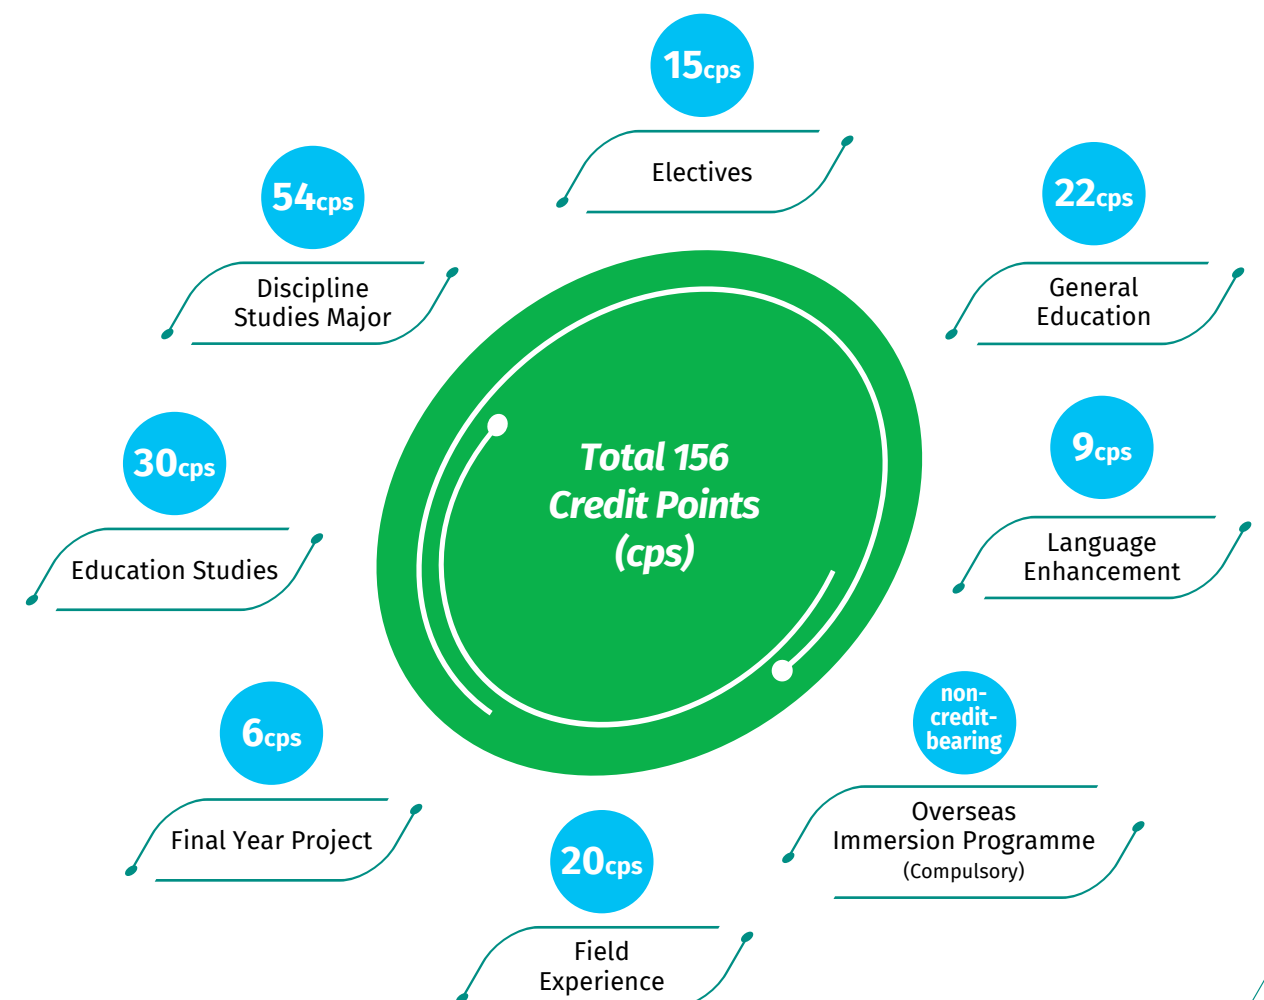 15cps
Electives
54cps
Discipline
Studies Major
22cps
General
Education
30cps
Education Studies
Total 156
Credit Points
(cps)
9cps
Language
Enhancement
6cps
Final Year Project
non-
credit-
bearing
Overseas
Immersion Programme
(Compulsory)
20cps
Field
Experience